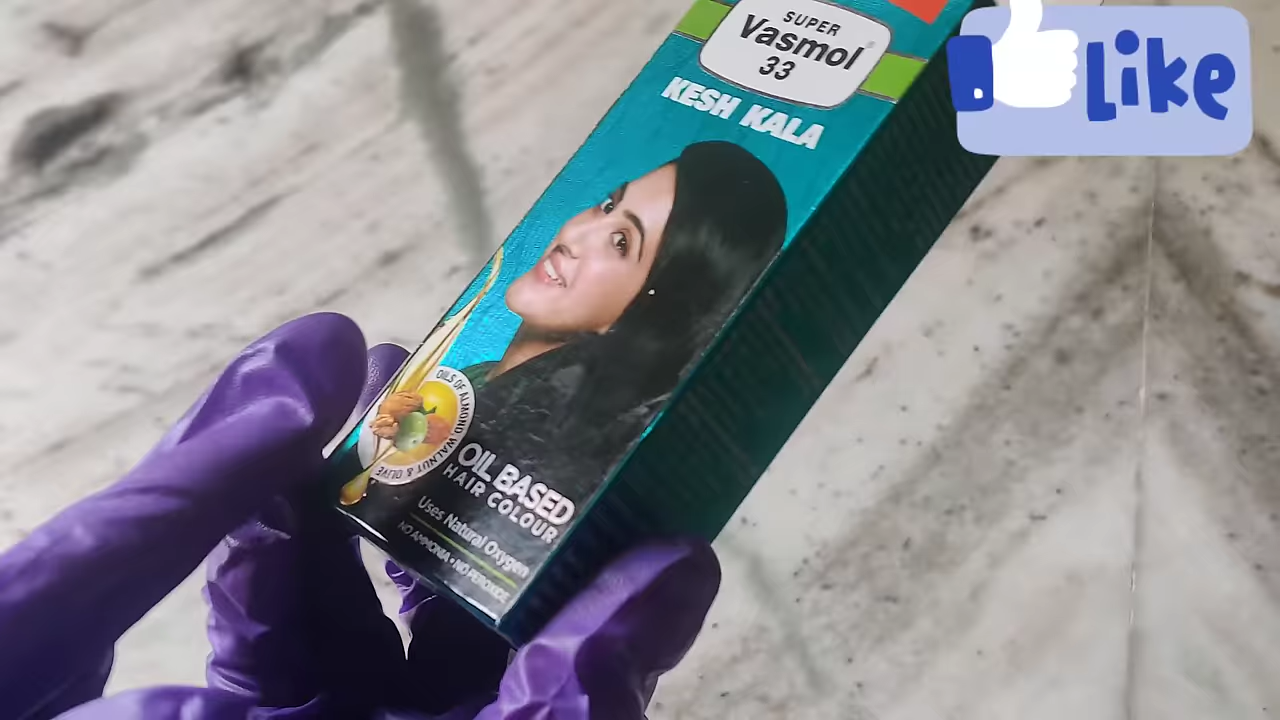 SUPER
Vasmol
33
KESH KALA
OILS OF ALMOND WALNUT & OLIVE
OIL BASED
HAIR COLOUR
Uses Natural Oxygen
NO AMMONIA • NO PEROXIDE
Like